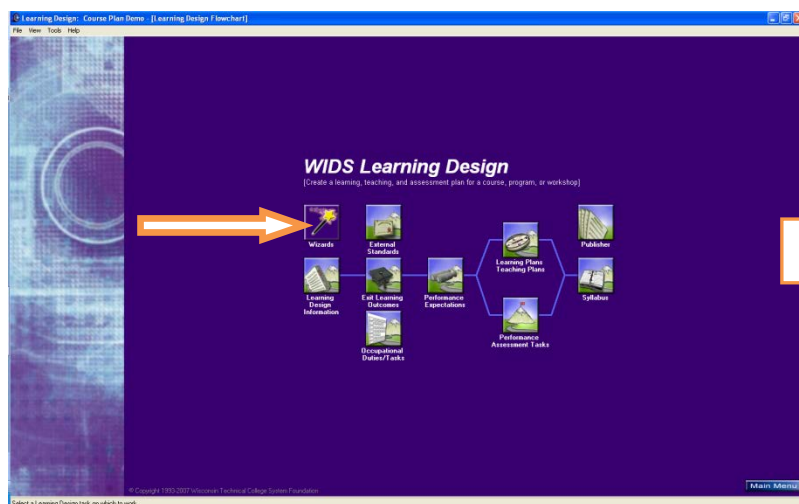 Learning Design: Course Plan Demo - [Learning Design Flowchart]
File View Tools Help
WIDS Learning Design
[Create a learning, teaching, and assessment plan for a course, program, or workshop]
Wizards
External
Standards
Learning Plans
Teaching Plans
Publisher
Learning
Design
Information
Exit Learning
Outcomes
Performance
Expectations
Syllabus
Occupational
Duties/Tasks
Performance
Assessment Tasks
Main Menu
© Copyright 1990-2007 Wisconsin Technical College System Foundation
Select a Learning Design task on which to work